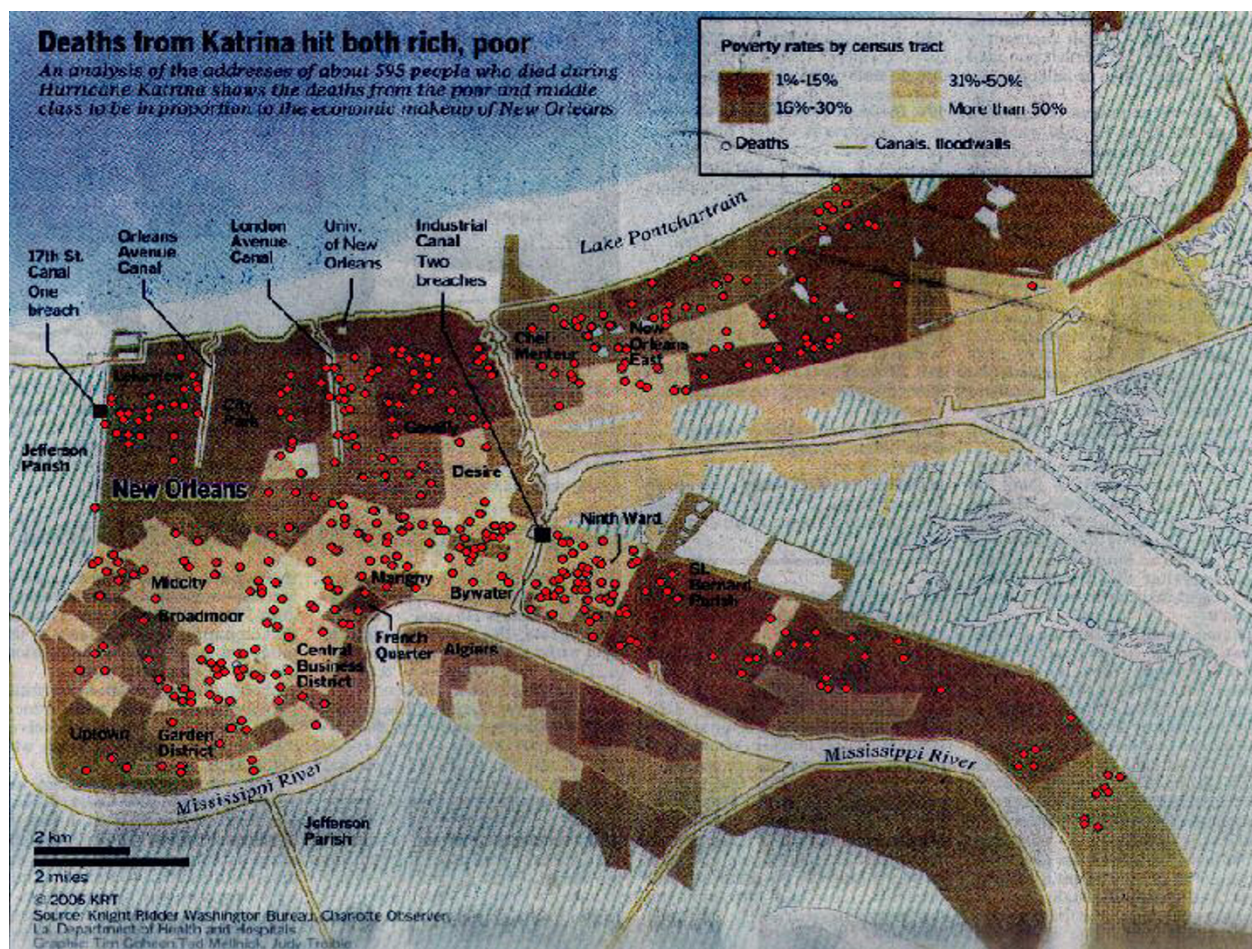 Deaths from Katrina hit both rich, poor
An analysis of the addresses of about 595 people who died during
Hurricane Katrina shows the deaths from the poor and middle
class to be in proportion to the economic makeup of New Orleans
Poverty rates by census tract
1%-15%
31%-50%
16%-30%
More than 50%
Deaths
Canals, floodwalls
Lake Pontchartrain
17th St.
Canal
One
breach
Orleans
Avenue
Canal
London
Avenue
Canal
Univ.
of New
Orleans
Industrial
Canal
Two
breaches
Chef
Menteur
New
Orleans
East
Lakeview
City
Park
Gentilly
Jefferson
Parish
New Orleans
Desire
Ninth Ward
St.
Bernard
Parish
Midcity
Marigny
Bywater
Broadmoor
French
Quarter
Algiers
Central
Business
District
Uptown
Garden
District
Mississippi River
Mississippi River
Jefferson
Parish
2 km
2 miles
© 2005 KRT
Source: Knight Ridder Washington Bureau, Charlotte Observer,
La. Department of Health and Hospitals
Graphic: Tim Ted Mellnik, Judy